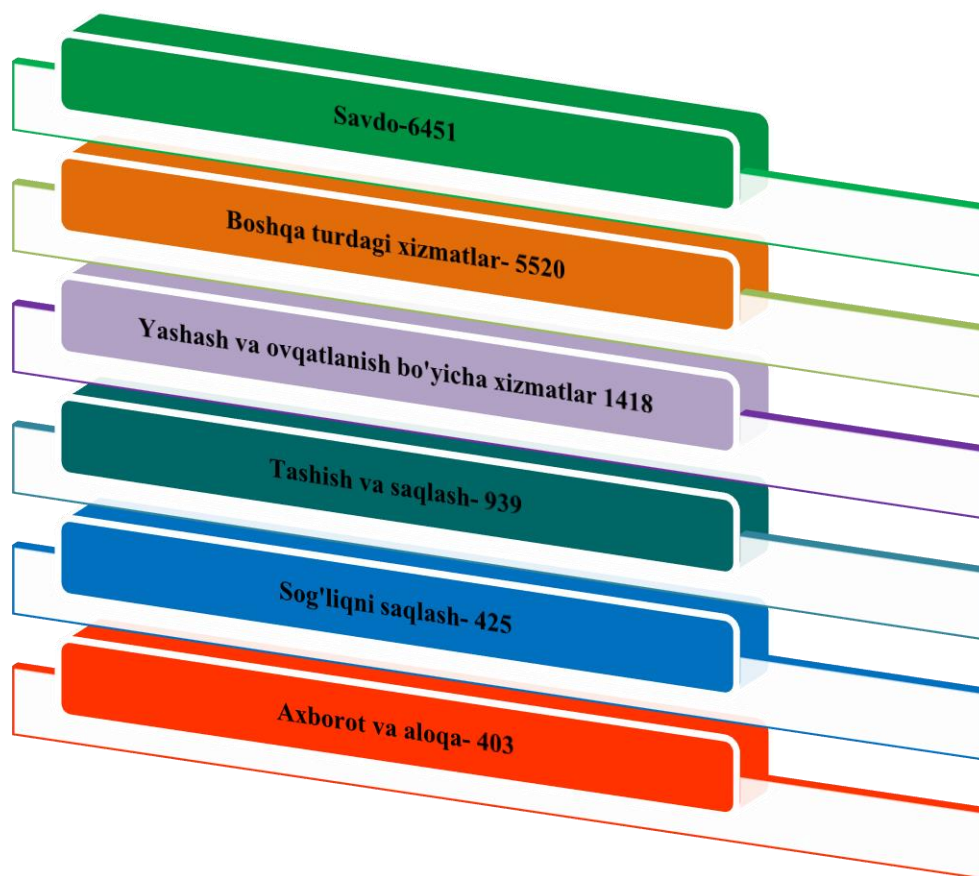 Savdo-6451
Boshqa turdagi xizmatlar- 5520
Yashash va ovqatlanish bo'yicha xizmatlar 1418
Tashish va saqlash- 939
Sog'liqni saqlash- 425
Axborot va aloqa- 403